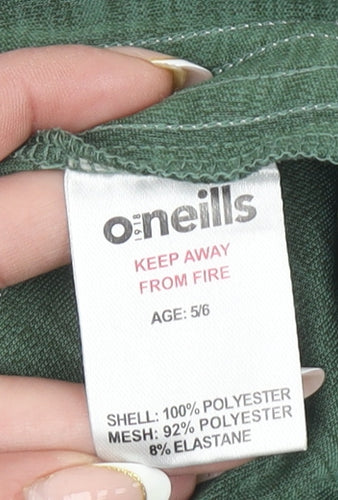 o'neills
1918
KEEP AWAY
FROM FIRE
AGE: 5/6
SHELL: 100% POLYESTER
MESH: 92% POLYESTER
8% ELASTANE